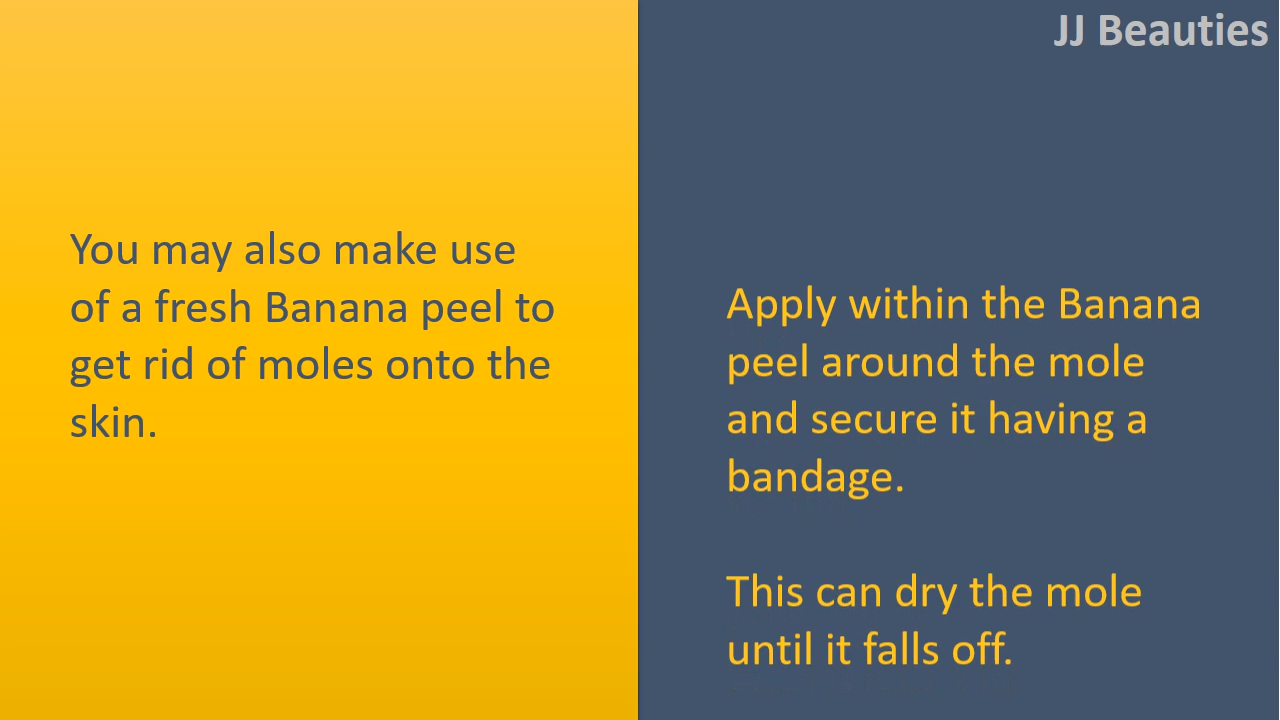 JJ Beauties
You may also make use
of a fresh Banana peel to
get rid of moles onto the
skin.
Apply within the Banana
peel around the mole
and secure it having a
bandage.
This can dry the mole
until it falls off.